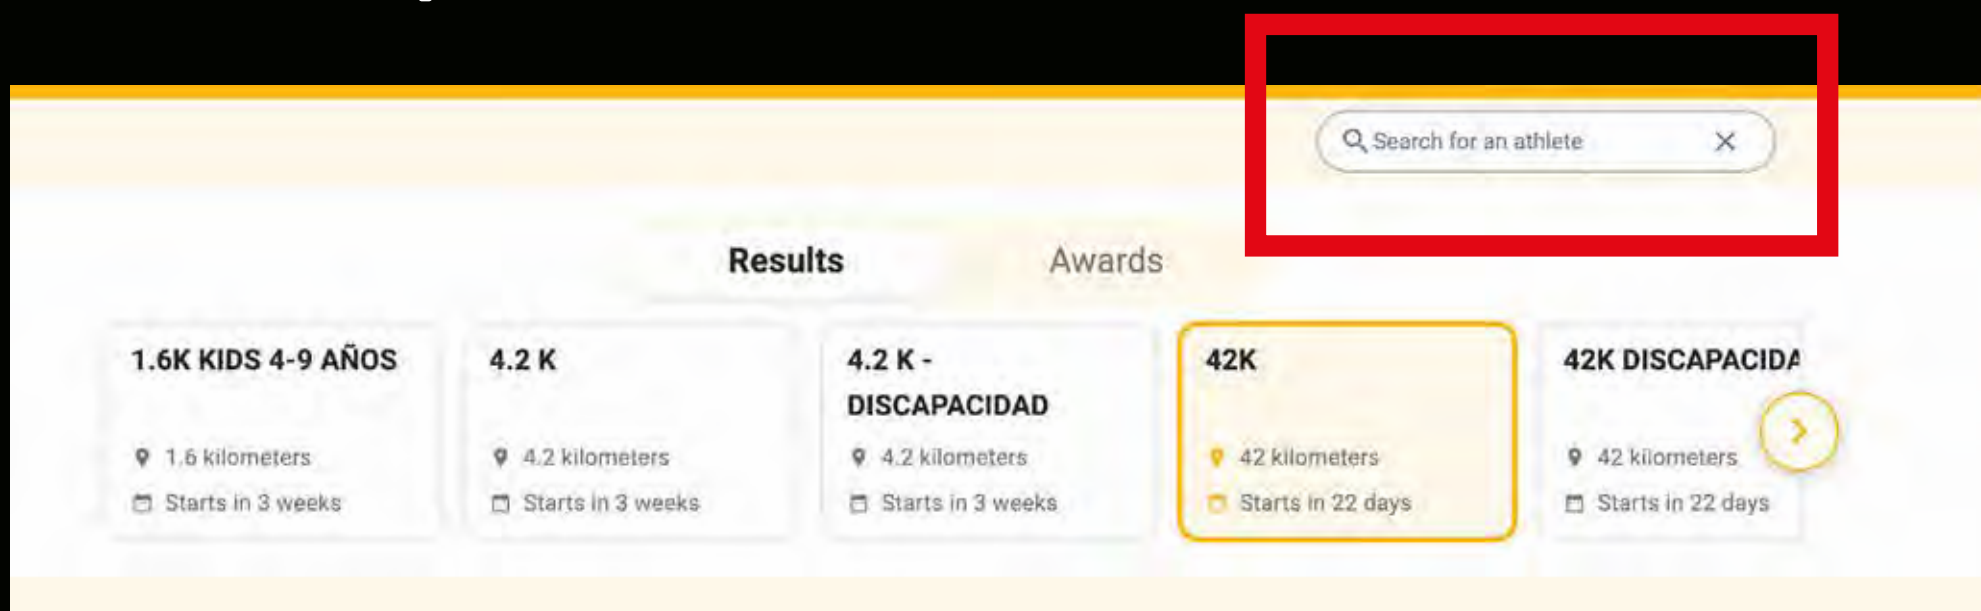 Search for an athlete
Results
Awards
1.6K KIDS 4-9 AÑOS
1.6 kilometers
Starts in 3 weeks
4.2 K
4.2 kilometers
Starts in 3 weeks
4.2 K -
DISCAPACIDAD
4.2 kilometers
Starts in 3 weeks
42K
42 kilometers
Starts in 22 days
42K DISCAPACIDA
42 kilometers
Starts in 22 days